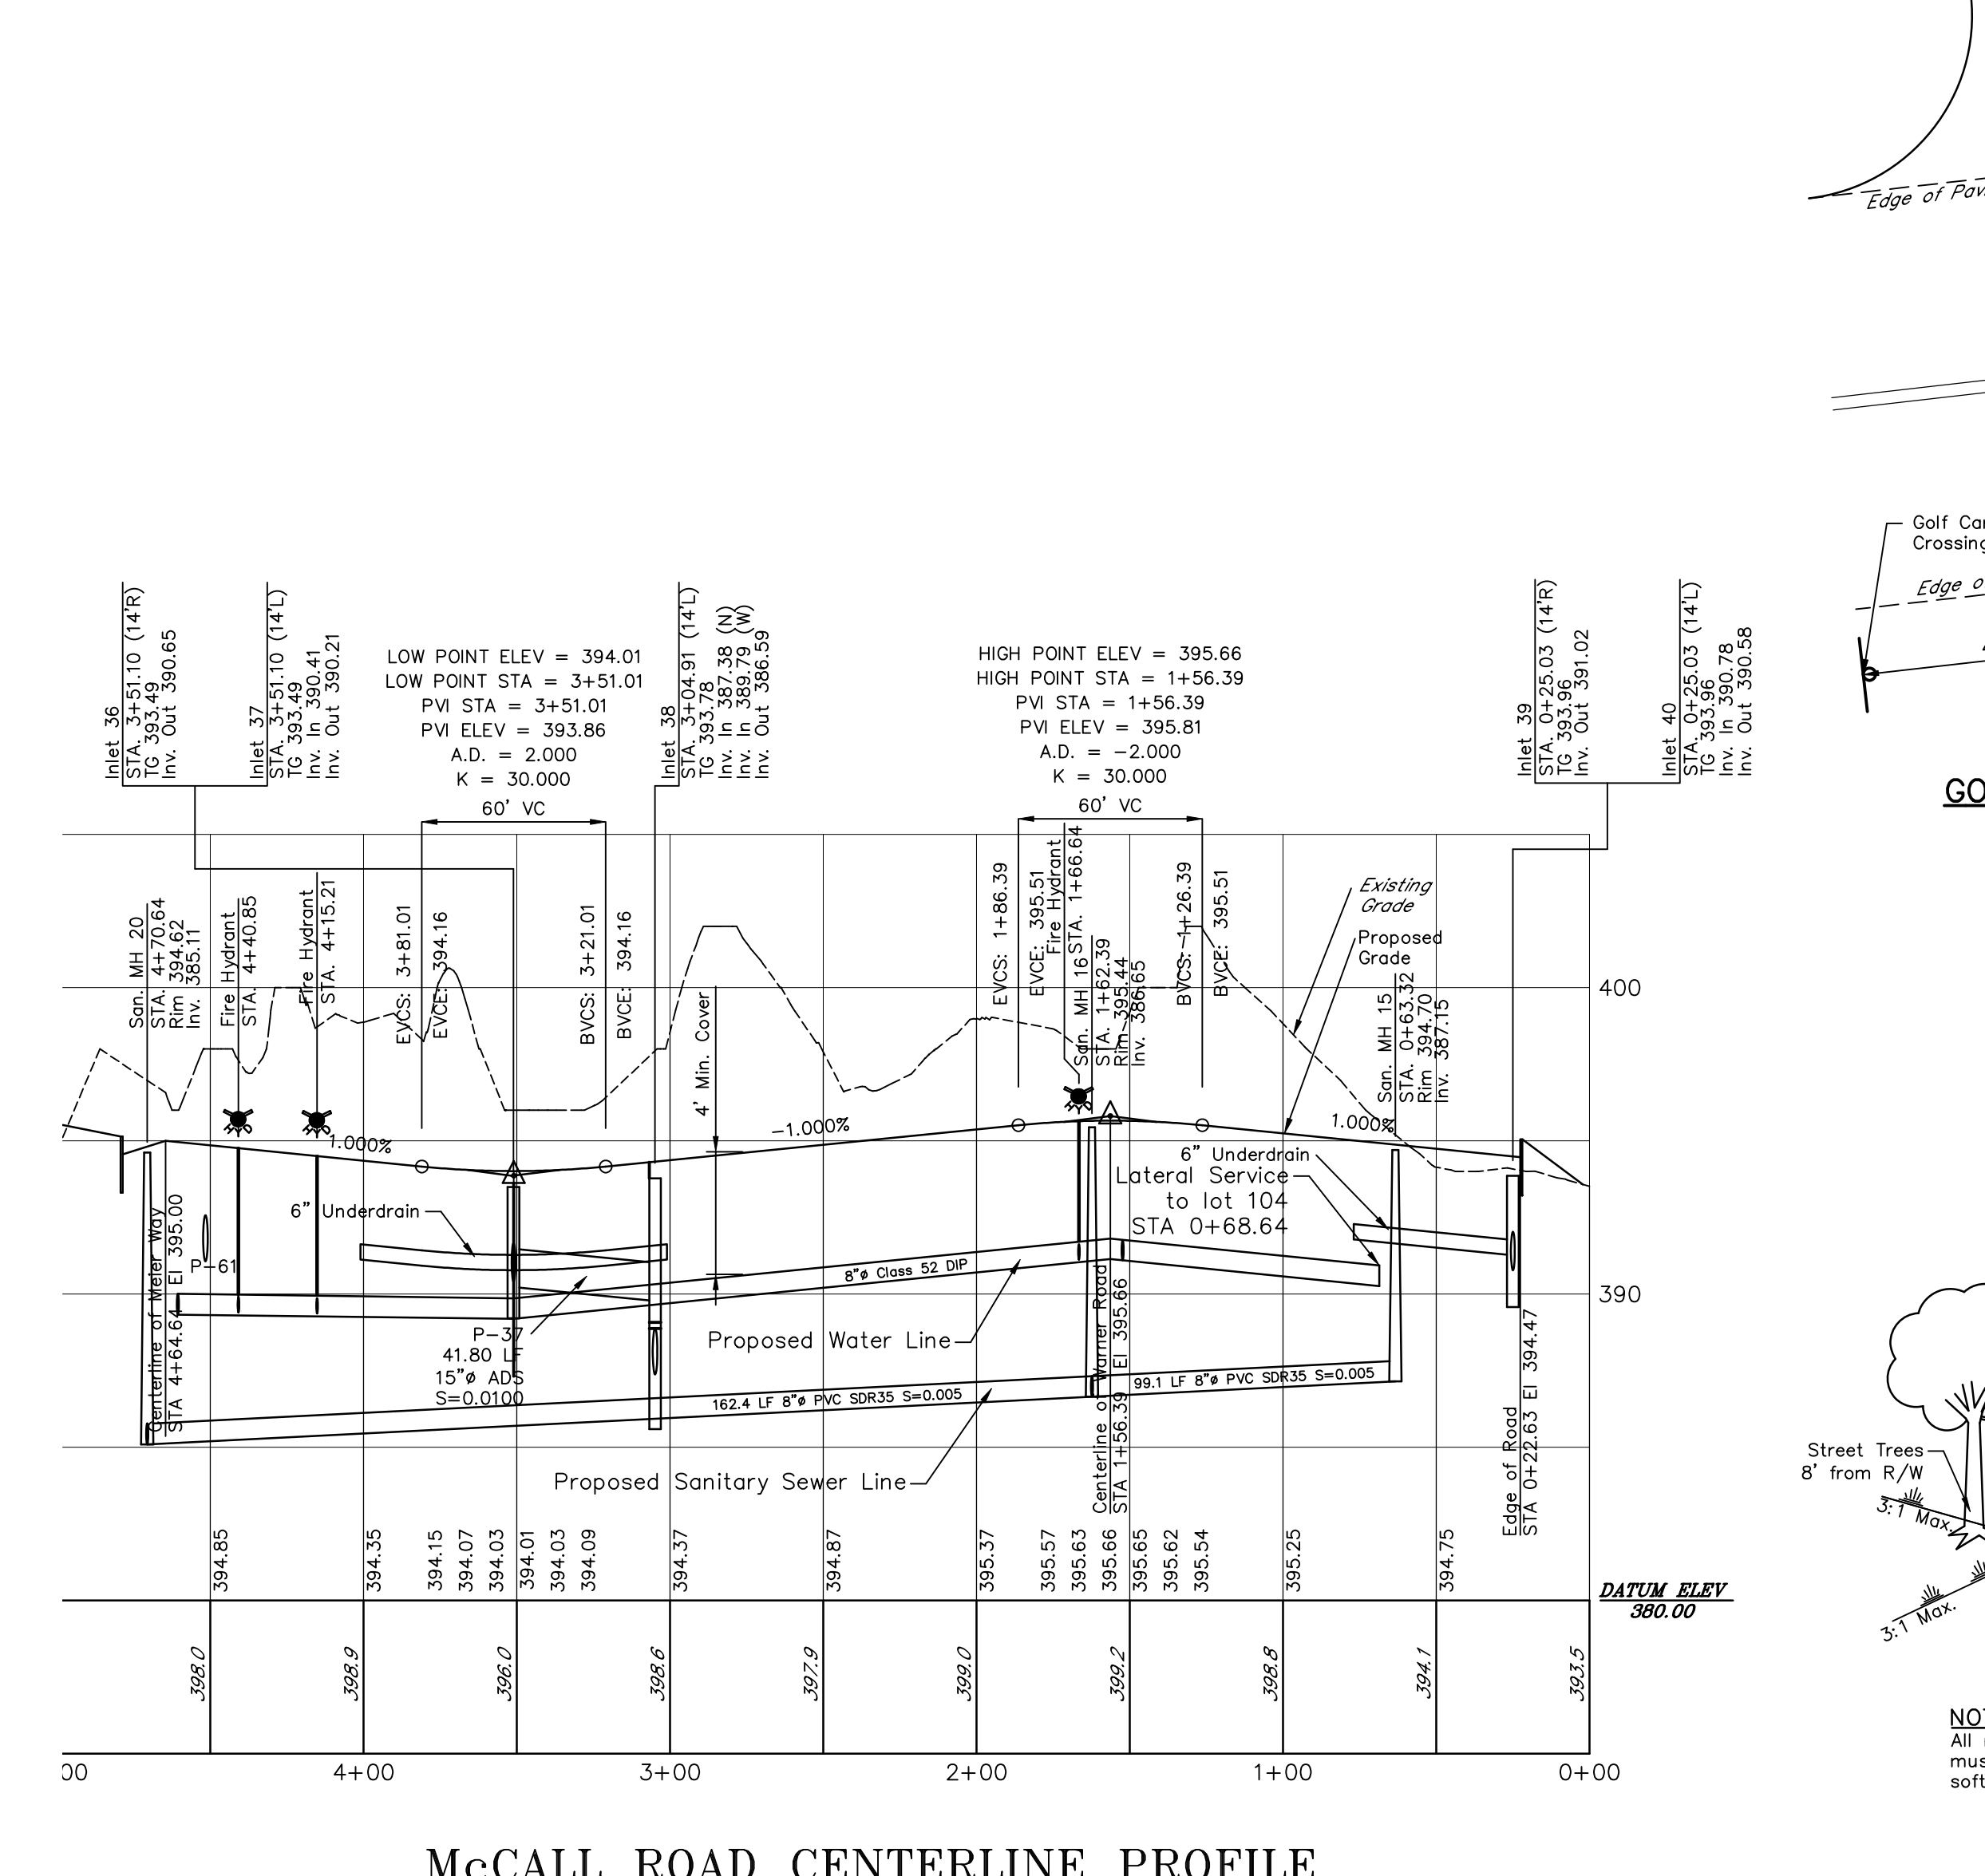 Edge of
Golf
Crossing
Edge
Inlet 36
STA. 3+51.10 (14'R)
TG 393.49
Inv. Out 390.65
Inlet 37
STA. 3+51.10 (14'L)
TG 393.49
Inv. In 390.41
Inv. Out 390.21
LOW POINT ELEV = 394.01
LOW POINT STA = 3+51.01
PVI STA = 3+51.01
PVI ELEV = 393.86
A.D. = 2.000
K = 30.000
60' VC
Inlet 38
STA. 3+04.91 (14'L)
TG 393.78
Inv. In 387.38 (N)
Inv. In 389.79 (W)
Inv. Out 386.59
HIGH POINT ELEV = 395.66
HIGH POINT STA = 1+56.39
PVI STA = 1+56.39
PVI ELEV = 395.81
A.D. = -2.000
K = 30.000
60' VC
Inlet 39
STA. 0+25.03 (14'R)
TG 393.96
Inv. Out 391.02
Inlet 40
STA. 0+25.03 (14'L)
TG 393.96
Inv. In 390.78
Inv. Out 390.58
GO
San. MH 20
STA. 4+70.64
Rim 394.62
Inv. 385.11
Fire Hydrant
STA. 4+40.85
Fire Hydrant
STA. 4+15.21
EVCS: 3+81.01
EVCE: 394.16
BVCS: 3+21.01
BVCE: 394.16
4' Min. Cover
EVCS: 1+86.39
EVCE: 395.51
Fire Hydrant
STA. 1+66.64
San. MH 16
STA. 1+62.39
Rim 395.44
Inv. 386.65
BVCS: 1+26.39
BVCE: 395.51
Existing
Grade
Proposed
Grade
San. MH 15
STA. 0+63.32
Rim 394.70
Inv. 387.15
400
HYD
HYD
HYD
1.000%
-1.000%
1.000%
6" Underdrain
6" Underdrain
Lateral Service
to lot 104
STA 0+68.64
P-61
Centerline of Meier Way
STA 4+64.64 El 395.00
8"ø Class 52 DIP
390
P-37
41.80 LF
15"ø ADS
S=0.0100
Proposed Water Line
162.4 LF 8"ø PVC SDR35 S=0.005
99.1 LF 8"ø PVC SDR35 S=0.005
Proposed Sanitary Sewer Line
Centerline of Warner Road
STA 1+56.39 El 395.66
Edge of Road
STA 0+22.63 El 394.47
Street Trees
8' from R/W
3:1 Max.
3:1 Max.
394.85
394.35
394.15
394.07
394.03
394.01
394.03
394.09
394.37
394.87
395.37
395.57
395.63
395.66
395.65
395.62
395.54
395.25
394.75
DATUM ELEV
380.00
398.0
398.9
396.0
398.6
397.9
399.0
399.2
398.8
394.1
393.5
00
4+00
3+00
2+00
1+00
0+00
NOT
All
mus
soft
McCALL ROAD CENTERLINE PROFILE